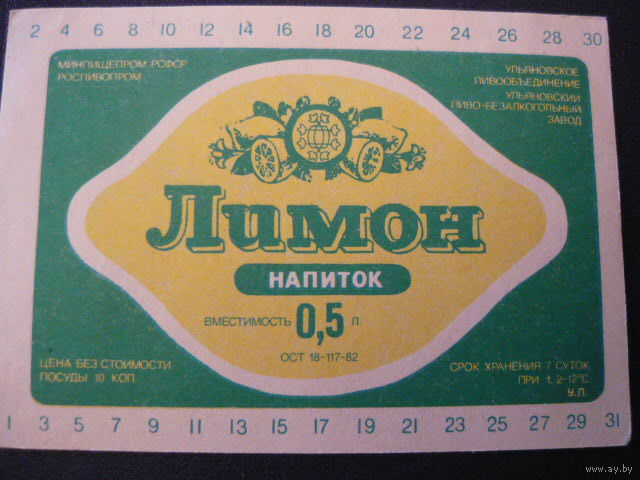 2 4 6 8 10 12 14 16 18 20 22 24 26 28 30
МИНПИЩЕПРОМ РСФСР
РОСПИВОПРОМ
УЛЬЯНОВСКОЕ
ПИВООБЪЕДИНЕНИЕ
УЛЬЯНОВСКИЙ
ПИВО-БЕЗАЛКОГОЛЬНЫЙ
ЗАВОД
Лимон
НАПИТОК
ВМЕСТИМОСТЬ 0,5 Л.
ОСТ 18-117-82
ЦЕНА БЕЗ СТОИМОСТИ
ПОСУДЫ 10 КОП.
СРОК ХРАНЕНИЯ 7 СУТОК
ПРИ t. 2-12°C
У.П.
1 3 5 7 9 11 13 15 17 19 21 23 25 27 29 31
www.ay.by